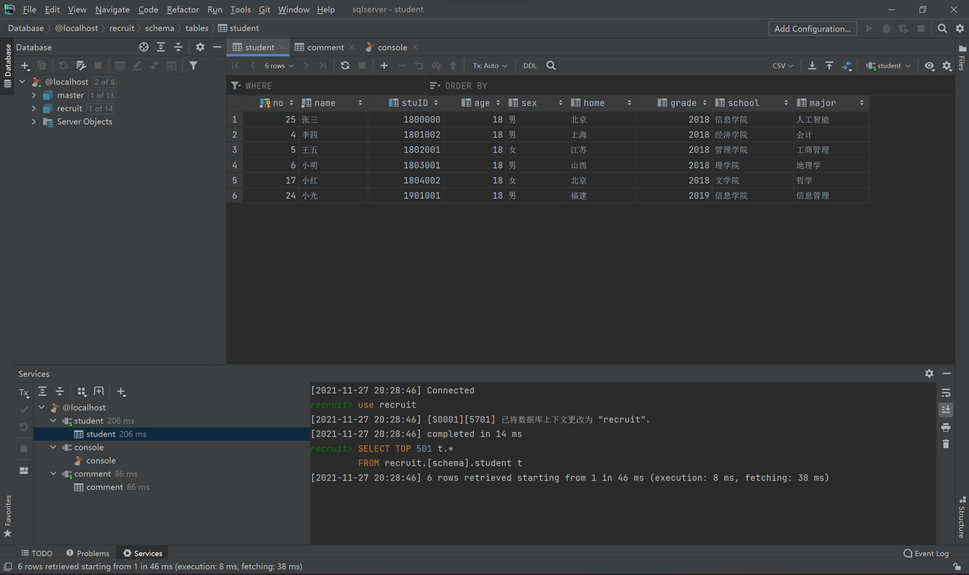 File Edit View Navigate Code Refactor Run Tools Git Window Help sqlserver - student
Database @localhost recruit schema tables student Add Configuration...
Database
student comment console
6 rows Tx: Auto DDL CSV student
WHERE ORDER BY
@localhost 2 of 8
master 1 of 13
recruit 1 of 14
Server Objects
no name stuID age sex home grade school major
1 25 张三 1800000 18 男 北京 2018 信息学院 人工智能
2 4 李四 1801002 18 男 上海 2018 经济学院 会计
3 5 王五 1802001 18 女 江苏 2018 管理学院 工商管理
4 6 小明 1803001 18 男 山西 2018 理学院 地理学
5 17 小红 1804002 18 女 北京 2018 文学院 哲学
6 24 小光 1901001 18 男 福建 2019 信息学院 信息管理
Database
Files
Services
Tx
@localhost
student 206 ms
student 206 ms
console
console
comment 86 ms
comment 86 ms
[2021-11-27 20:28:46] Connected
recruit> use recruit
[2021-11-27 20:28:46] [S0001][5701] 已将数据库上下文更改为 "recruit"。
[2021-11-27 20:28:46] completed in 14 ms
recruit> SELECT TOP 501 t.*
FROM recruit.[schema].student t
[2021-11-27 20:28:46] 6 rows retrieved starting from 1 in 46 ms (execution: 8 ms, fetching: 38 ms)
Favorites
Structure
TODO Problems Services Event Log
6 rows retrieved starting from 1 in 46 ms (execution: 8 ms, fetching: 38 ms)